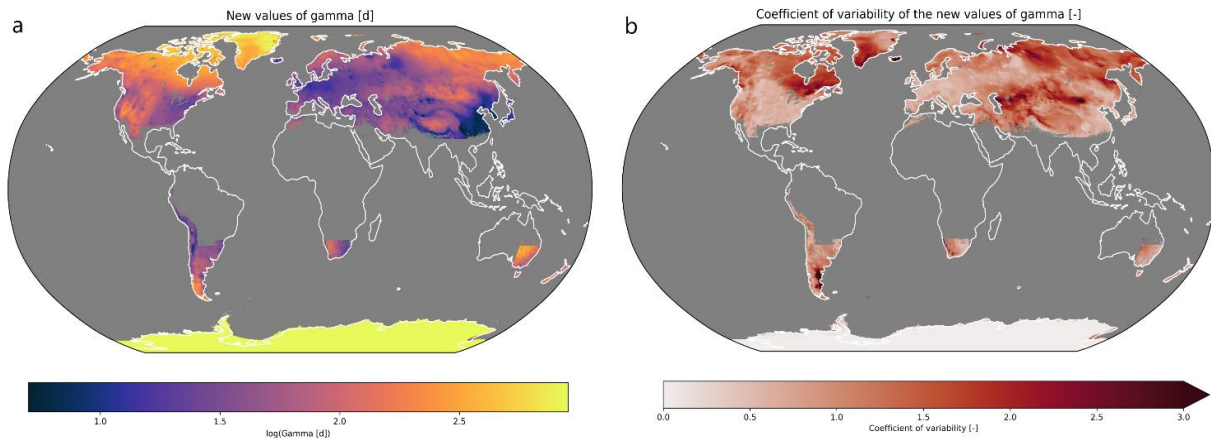 a
New values of gamma [d]
1.0 1.5 2.0 2.5
log(Gamma [d])
b
Coefficient of variability of the new values of gamma [-]
0.0 0.5 1.0 1.5 2.0 2.5 3.0
Coefficient of variability [-]